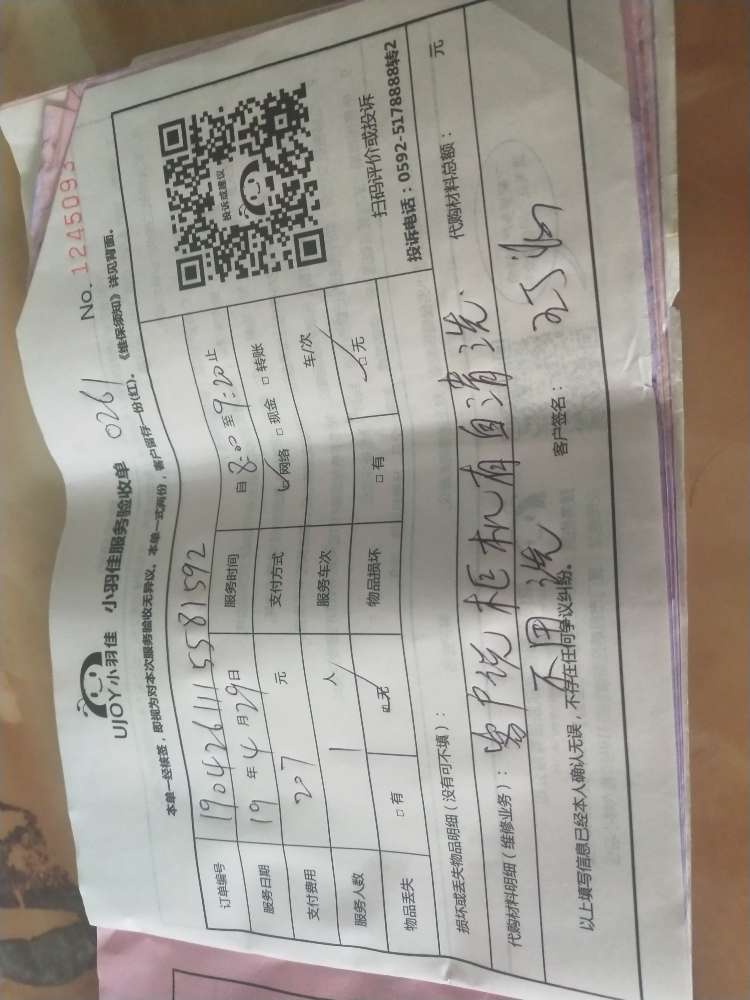 UJOY小羽佳 小羽佳服务验收单 0261 No. 1245093
本单一经核签，即视为对本次服务验收无异议。本单一式两份，客户留存一份(红)。《维保须知》详见背面。
订单编号 190426111 5581592
服务日期 19 年 4 月 29 日 服务时间 自 8:00 至 9:20 止
支付费用 207 元 支付方式 ☑网络 □现金 □转账
服务人数 1 人 服务车次 车/次
物品丢失 □有 ☑无 物品损坏 □有 ☑无
投诉或建议
扫码评价或投诉
投诉电话：0592-5178888转2
损坏或丢失物品明细（没有可不填）：
代购材料明细（维修业务）： 代购材料总额： 元
客户说柜机有自清洗.
不用洗
以上填写信息已经本人确认无误，不存在任何争议纠纷。 客户签名：